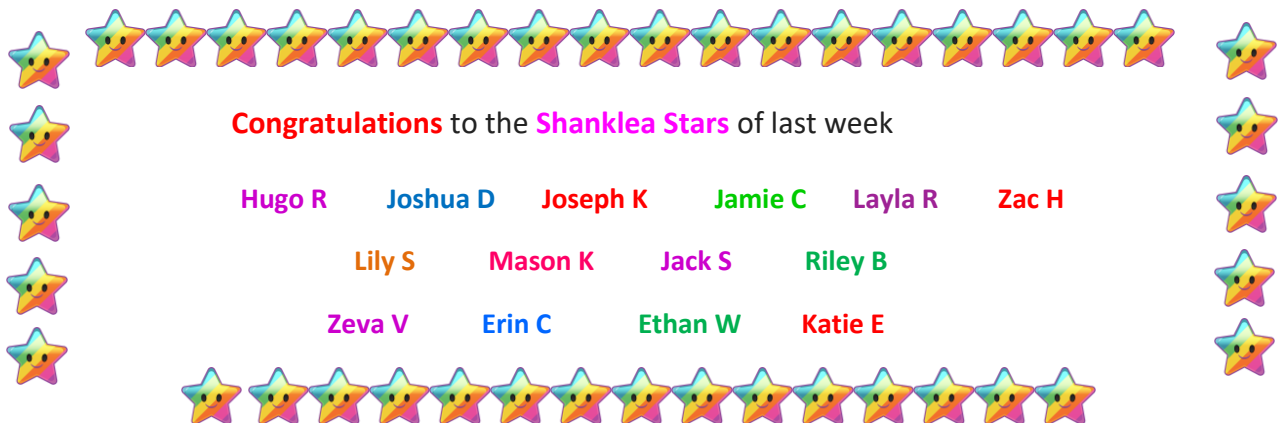 Congratulations to the Shanklea Stars of last week
Hugo R Joshua D Joseph K Jamie C Layla R Zac H
Lily S Mason K Jack S Riley B
Zeva V Erin C Ethan W Katie E